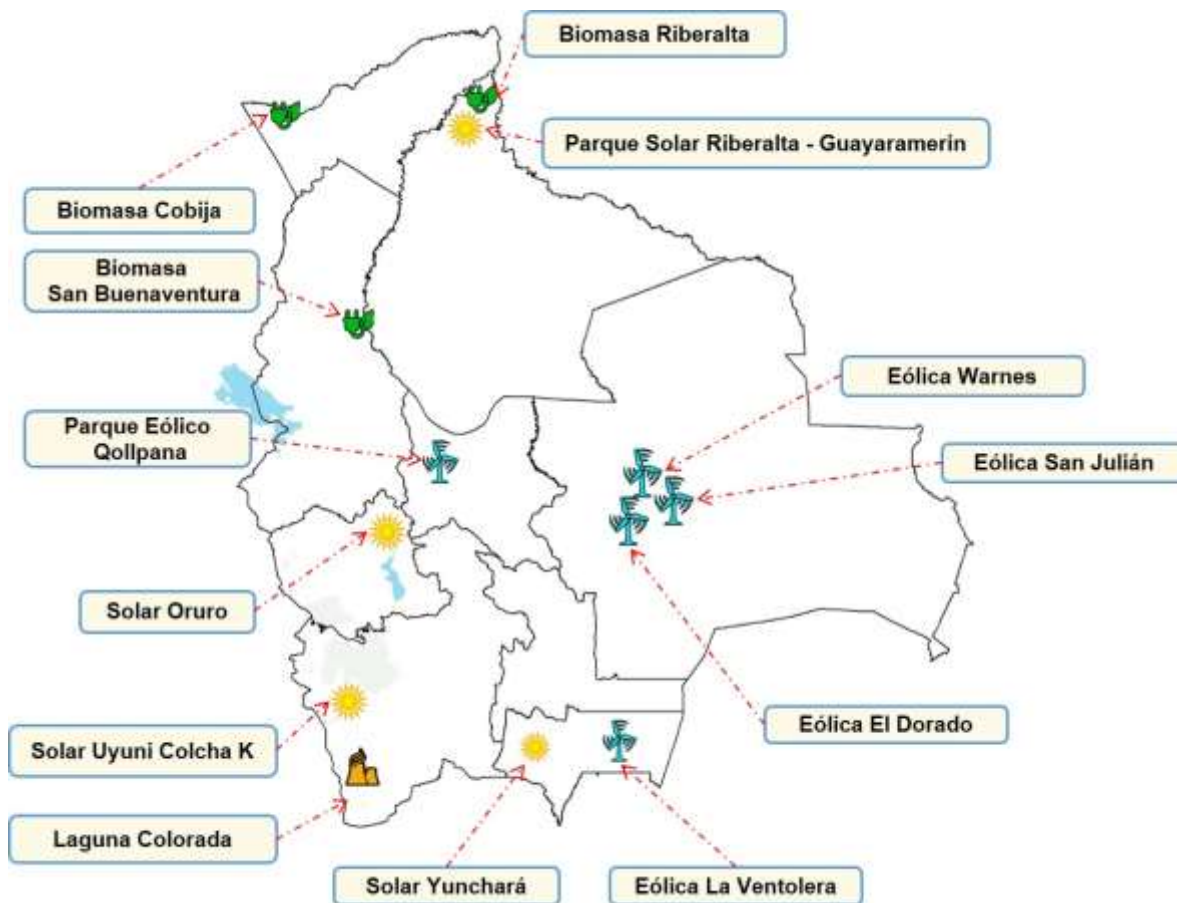 Biomasa Riberalta
Parque Solar Riberalta - Guayaramerin
Biomasa Cobija
Biomasa
San Buenaventura
Eólica Warnes
Parque Eólico
Qollpana
Eólica San Julián
Solar Oruro
Eólica El Dorado
Solar Uyuni Colcha K
Laguna Colorada
Solar Yunchará
Eólica La Ventolera